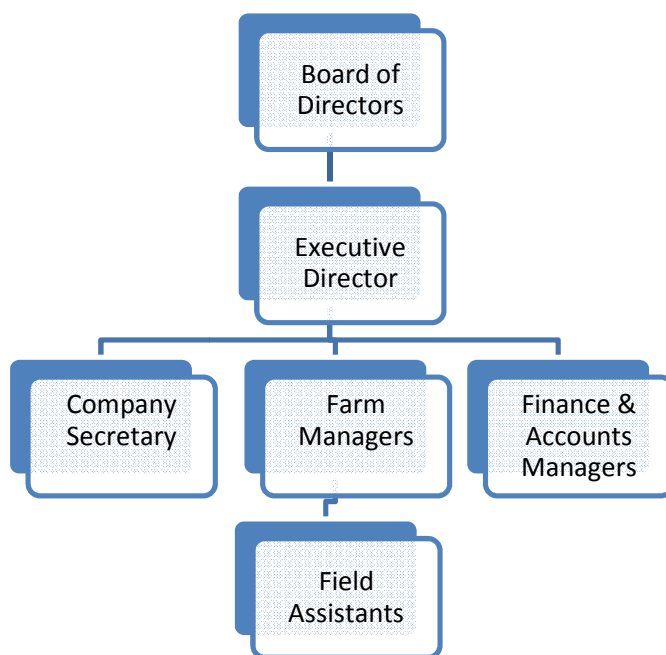 Board of
Directors
Executive
Director
Company
Secretary
Farm
Managers
Finance &
Accounts
Managers
Field
Assistants